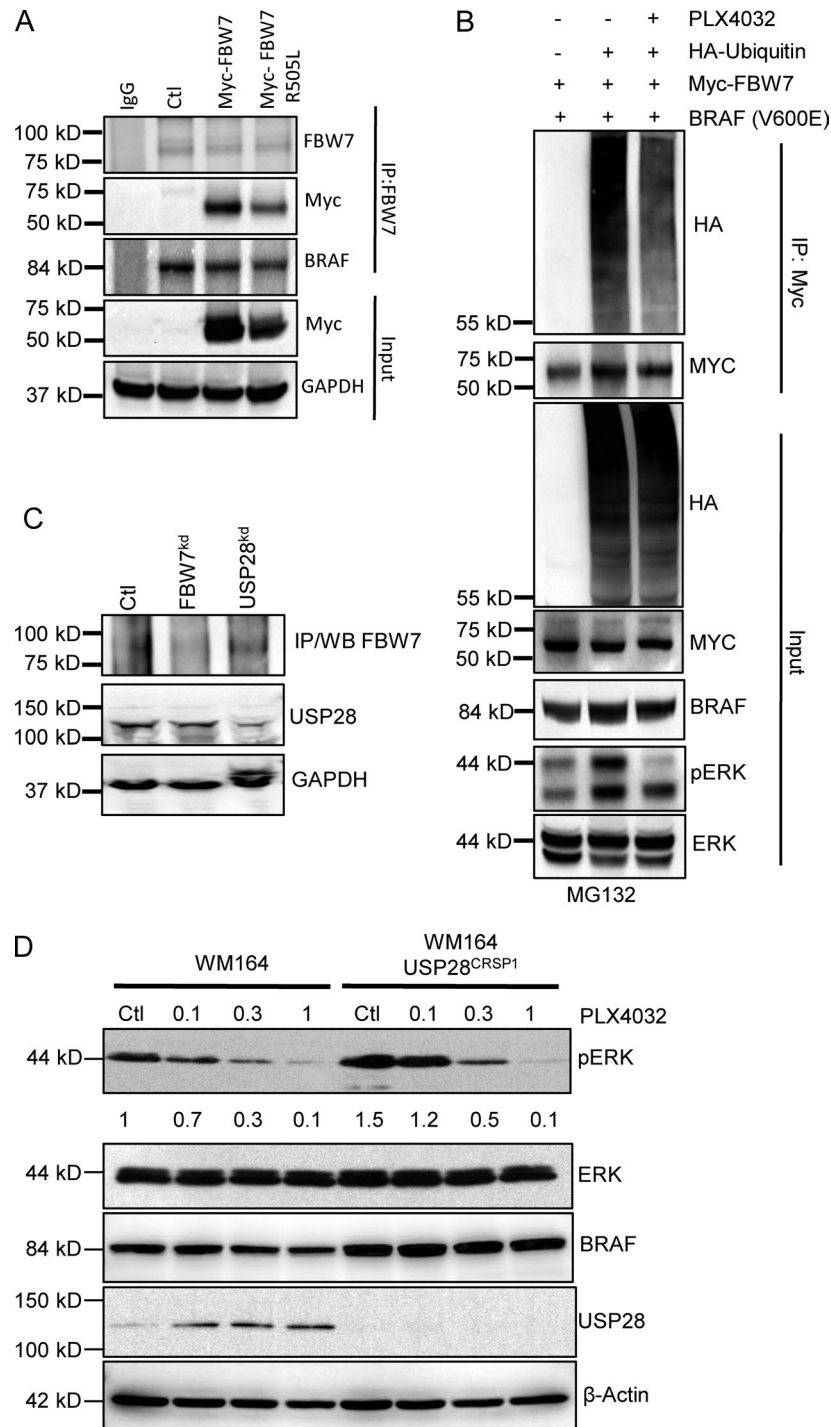 A
IgG
Ctl
Myc-FBW7
Myc- FBW7
R505L
100 kD
75 kD
FBW7
75 kD
50 kD
Myc
84 kD
BRAF
IP:FBW7
75 kD
50 kD
Myc
37 kD
GAPDH
Input
B
- - + PLX4032
- + + HA-Ubiquitin
+ + + Myc-FBW7
+ + + BRAF (V600E)
HA
55 kD
75 kD
50 kD
MYC
IP: Myc
HA
55 kD
75 kD
50 kD
MYC
84 kD
BRAF
44 kD
pERK
44 kD
ERK
Input
MG132
C
Ctl
FBW7kd
USP28kd
100 kD
75 kD
IP/WB FBW7
150 kD
100 kD
USP28
37 kD
GAPDH
D
WM164
WM164
USP28CRSP1
Ctl 0.1 0.3 1 Ctl 0.1 0.3 1 PLX4032
44 kD
pERK
1 0.7 0.3 0.1 1.5 1.2 0.5 0.1
44 kD
ERK
84 kD
BRAF
150 kD
100 kD
USP28
42 kD
β-Actin